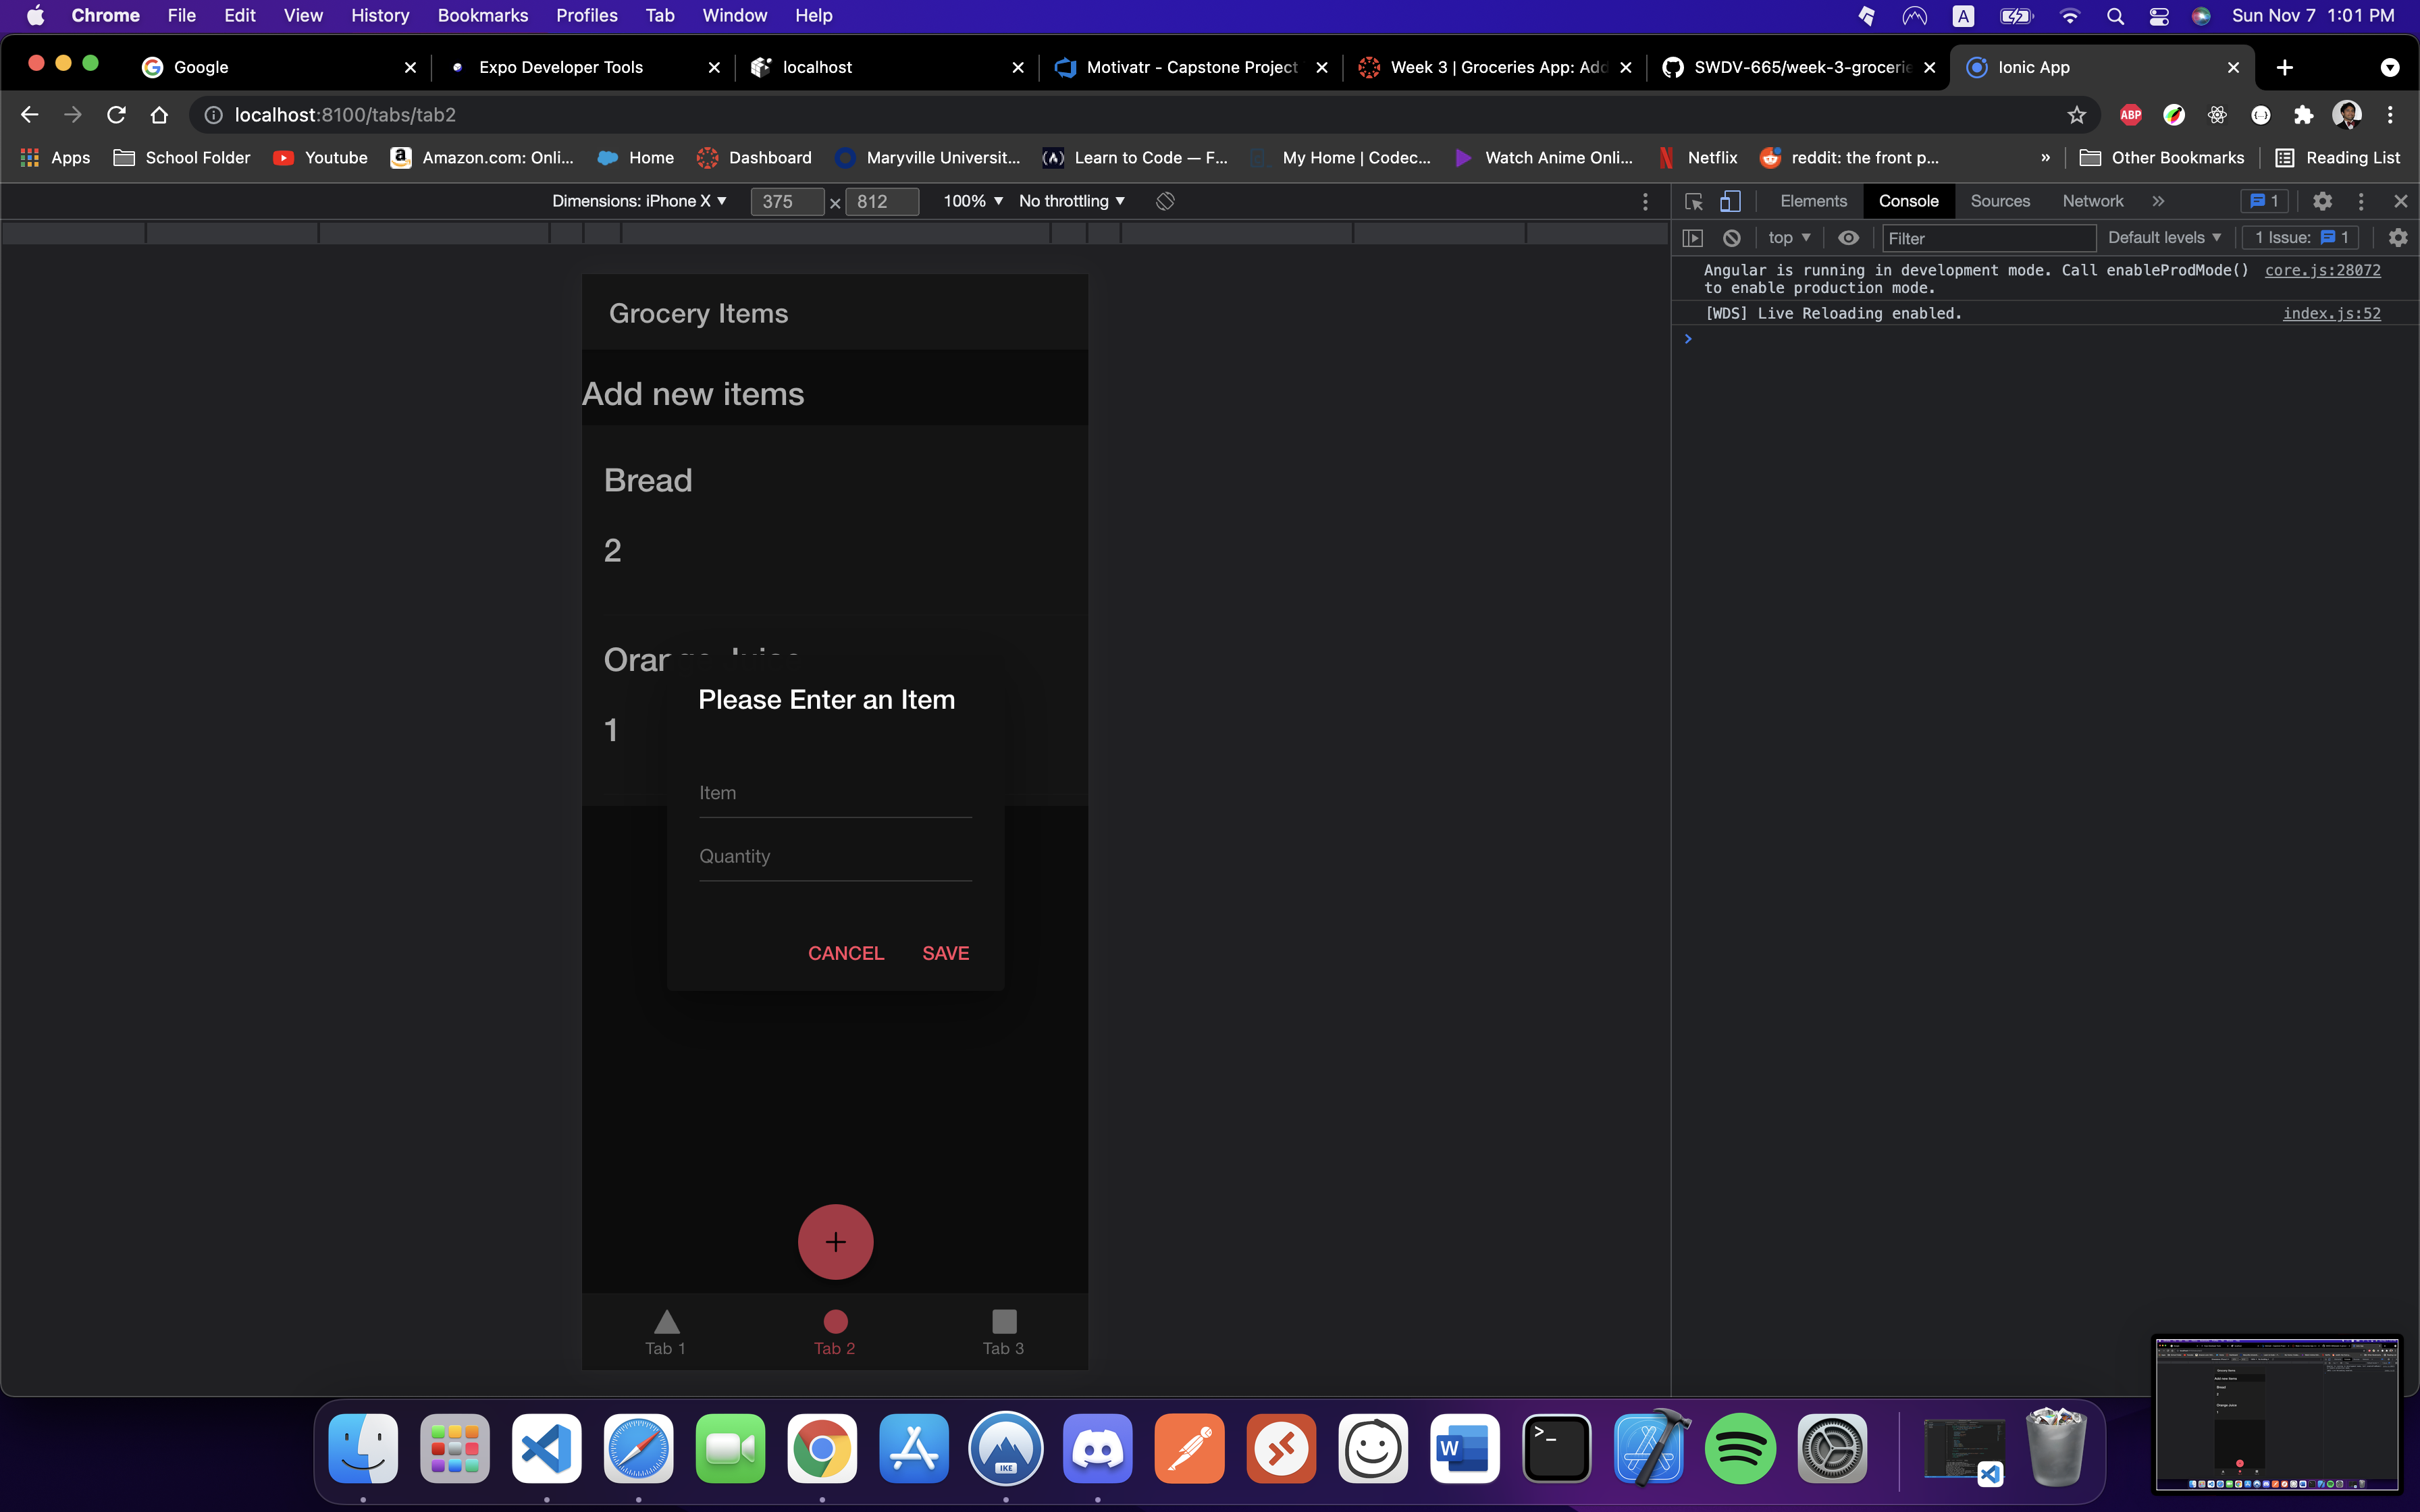 Chrome File Edit View History Bookmarks Profiles Tab Window Help A Sun Nov 7 1:01 PM
Google Expo Developer Tools localhost Motivatr - Capstone Project Week 3 | Groceries App: Add SWDV-665/week-3-grocerie Ionic App
localhost:8100/tabs/tab2 ABP
Apps School Folder Youtube Amazon.com: Onli... Home Dashboard Maryville Universit... Learn to Code — F... My Home | Codec... Watch Anime Onli... Netflix reddit: the front p... » Other Bookmarks Reading List
Dimensions: iPhone X 375 × 812 100% No throttling
Elements Console Sources Network » 1
top Filter Default levels 1 Issue: 1
Angular is running in development mode. Call enableProdMode() core.js:28072
to enable production mode.
[WDS] Live Reloading enabled. index.js:52
Grocery Items
Add new items
Bread
2
Orange Juice
1
Please Enter an Item
Item
Quantity
CANCEL SAVE
Tab 1 Tab 2 Tab 3
IKE
W